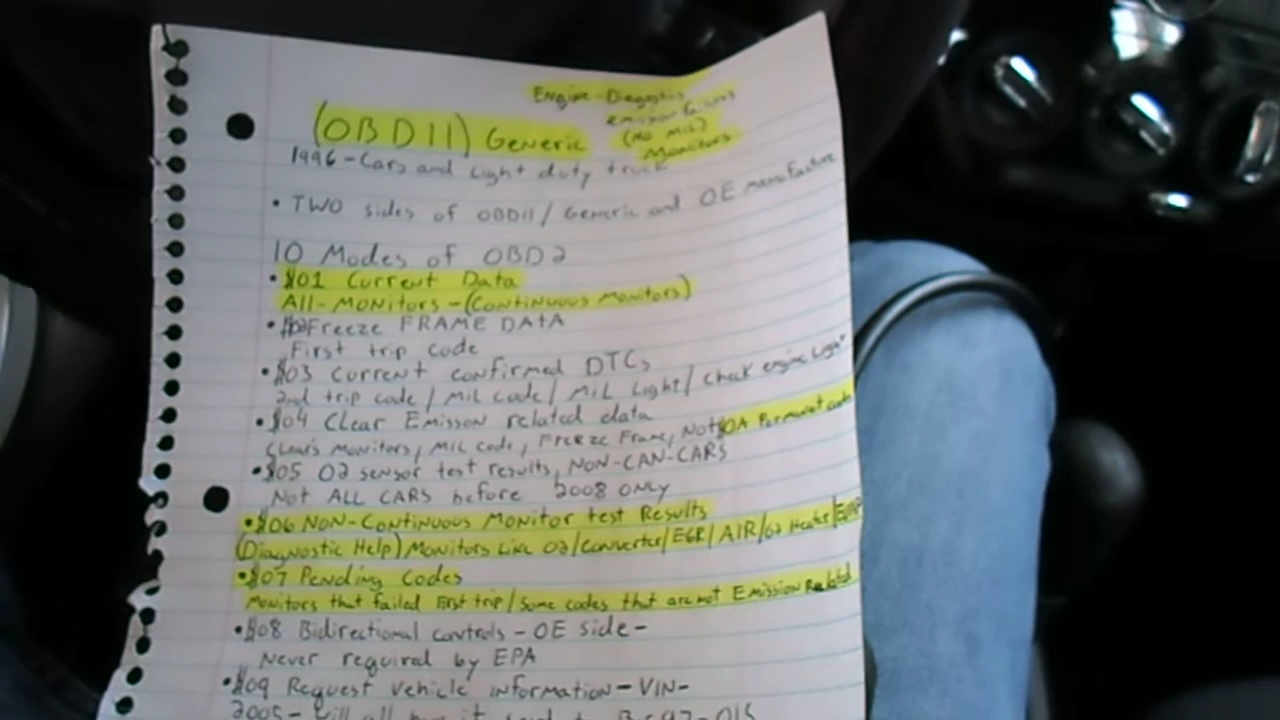 Engine Diagnostic
emission failures
(OBD11) Generic (NO MIL)
Monitors
1996-Cars and Light duty truck
• TWO sides of OBD11/Generic and OE manufacture
10 Modes of OBD2
• $01 Current Data
All-Monitors-(Continuous monitors)
• $02 Freeze FRAME DATA
First trip code
• $03 Current confirmed DTCs
2nd trip code/MIL code/MIL Light/check engine Light
• $04 Clear Emisson related data
Clears Monitors, MIL code, Freeze Frame, Not $0A Permanet code
• $05 O2 sensor test results, NON-CAN-CARS
Not ALL CARS before 2008 ONLY
• $06 NON-Continuous Monitor test Results
(Diagnostic Help) Monitors Like O2/Converter/EGR/AIR/O2 Heater/
• $07 Pending Codes
Monitors that failed First trip/Some codes that are not Emission Related
• $08 Bidirectional controls-OE side-
Never required by EPA
• $09 Request vehicle information-VIN-
2005-